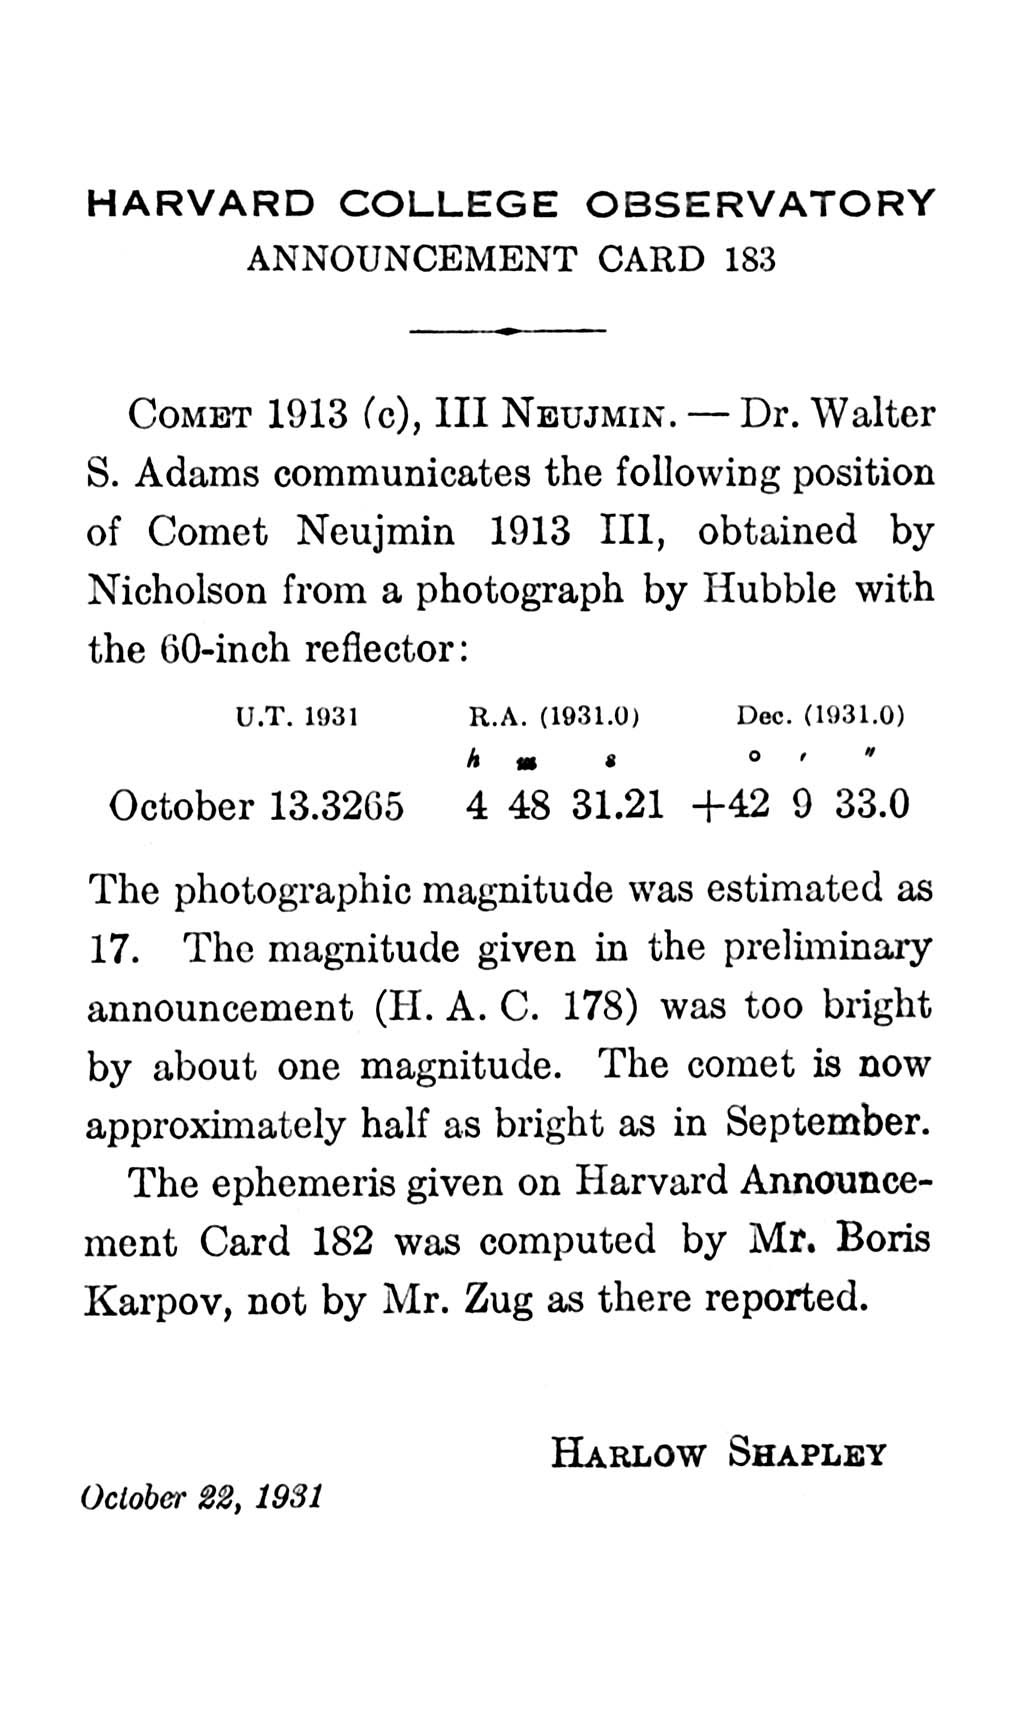 HARVARD COLLEGE OBSERVATORY
ANNOUNCEMENT CARD 183
COMET 1913 (c), III NEUJMIN. — Dr. Walter
S. Adams communicates the following position
of Comet Neujmin 1913 III, obtained by
Nicholson from a photograph by Hubble with
the 60-inch reflector:
U.T. 1931 R.A. (1931.0) Dec. (1931.0)
h m s ° ′ ″
October 13.3265 4 48 31.21 +42 9 33.0
The photographic magnitude was estimated as
17. The magnitude given in the preliminary
announcement (H. A. C. 178) was too bright
by about one magnitude. The comet is now
approximately half as bright as in September.
The ephemeris given on Harvard Announce-
ment Card 182 was computed by Mr. Boris
Karpov, not by Mr. Zug as there reported.
HARLOW SHAPLEY
October 22, 1931